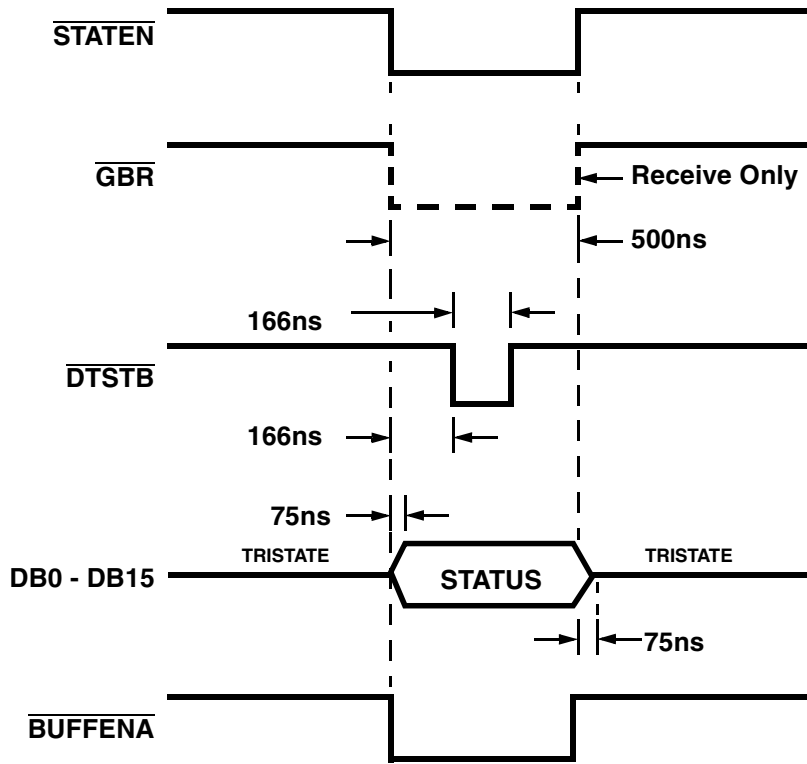 STATEN
GBR
Receive Only
500ns
166ns
DTSTB
166ns
75ns
TRISTATE
TRISTATE
DB0 - DB15
STATUS
75ns
BUFFENA